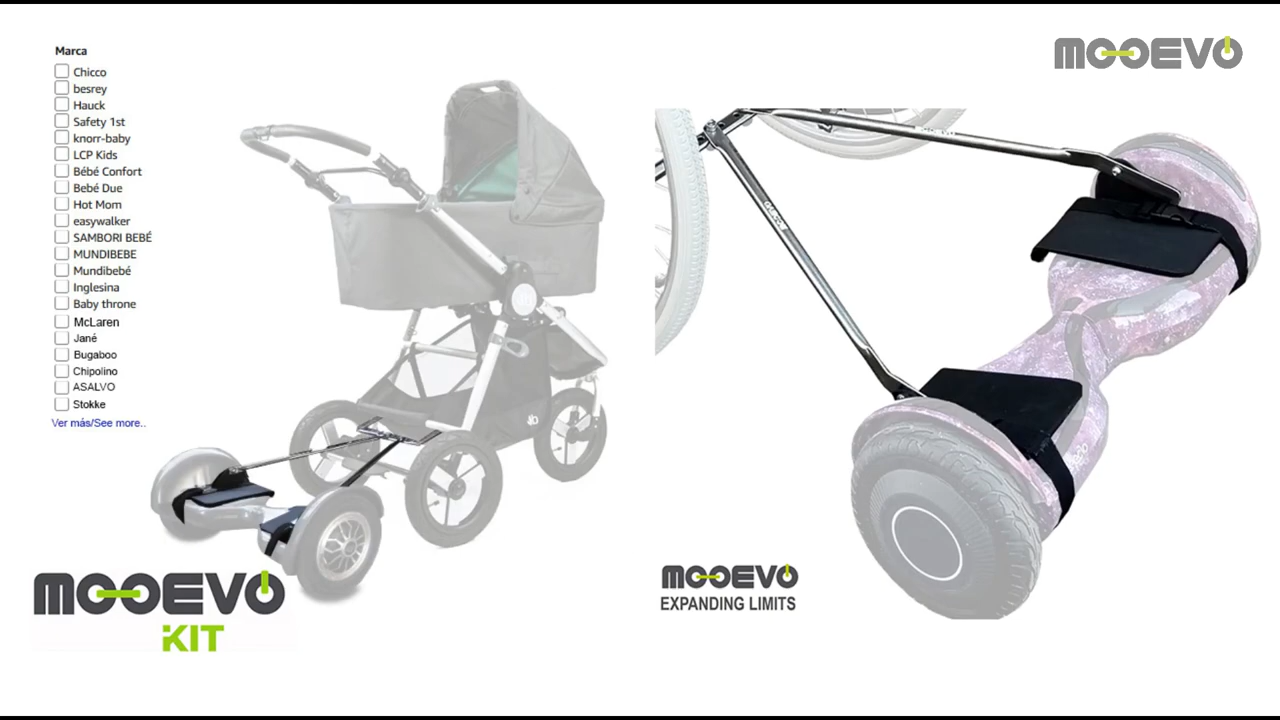 Marca
Chicco
besrey
Hauck
Safety 1st
knorr-baby
LCP Kids
Bébé Confort
Bebé Due
Hot Mom
easywalker
SAMBORI BEBÉ
MUNDIBEBE
Mundibebé
Inglesina
Baby throne
McLaren
Jané
Bugaboo
Chipolino
ASALVO
Stokke
Ver más/See more..
MOOEVO
KIT
MOOEVO
MOOEVO
EXPANDING LIMITS